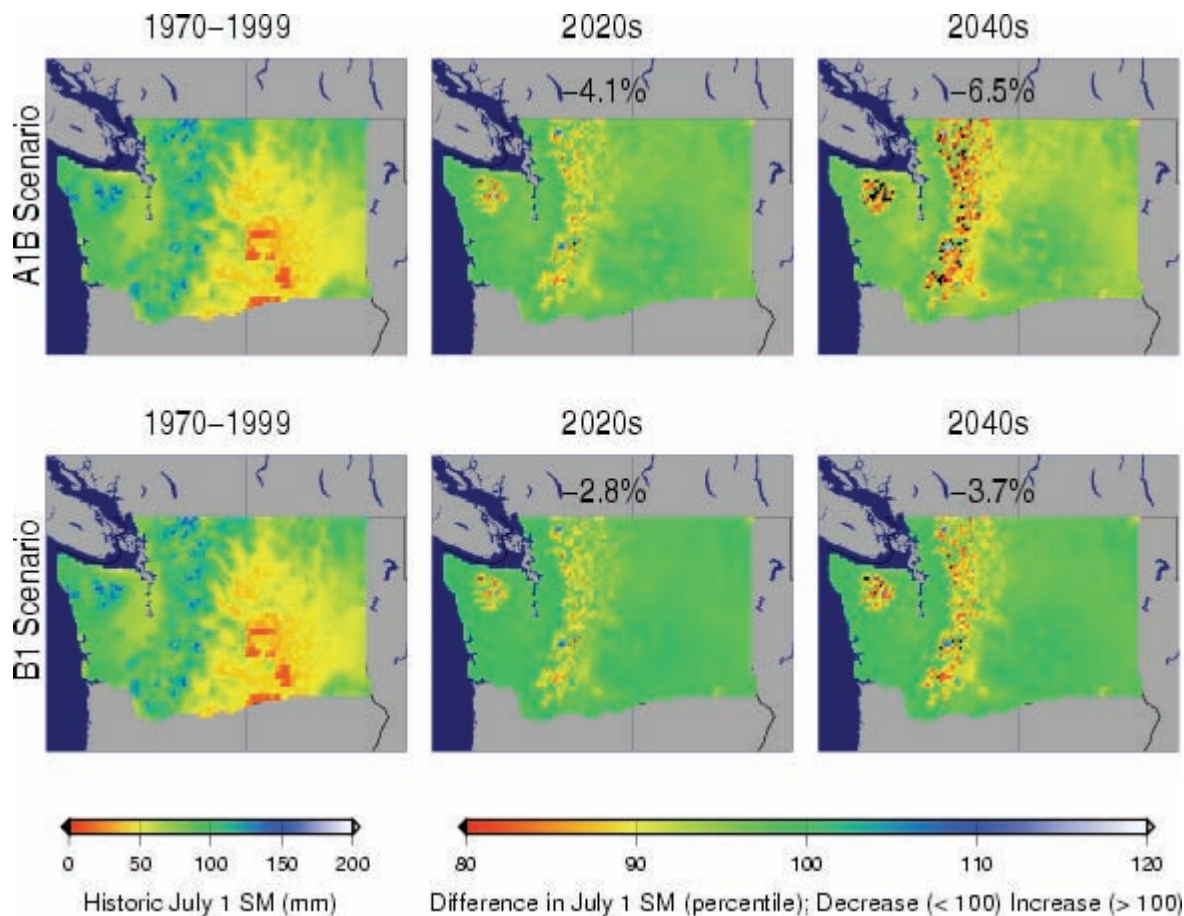 1970–1999
2020s
2040s
A1B Scenario
–4.1%
–6.5%
1970–1999
2020s
2040s
B1 Scenario
–2.8%
–3.7%
0 50 100 150 200
Historic July 1 SM (mm)
80 90 100 110 120
Difference in July 1 SM (percentile); Decrease (< 100) Increase (> 100)